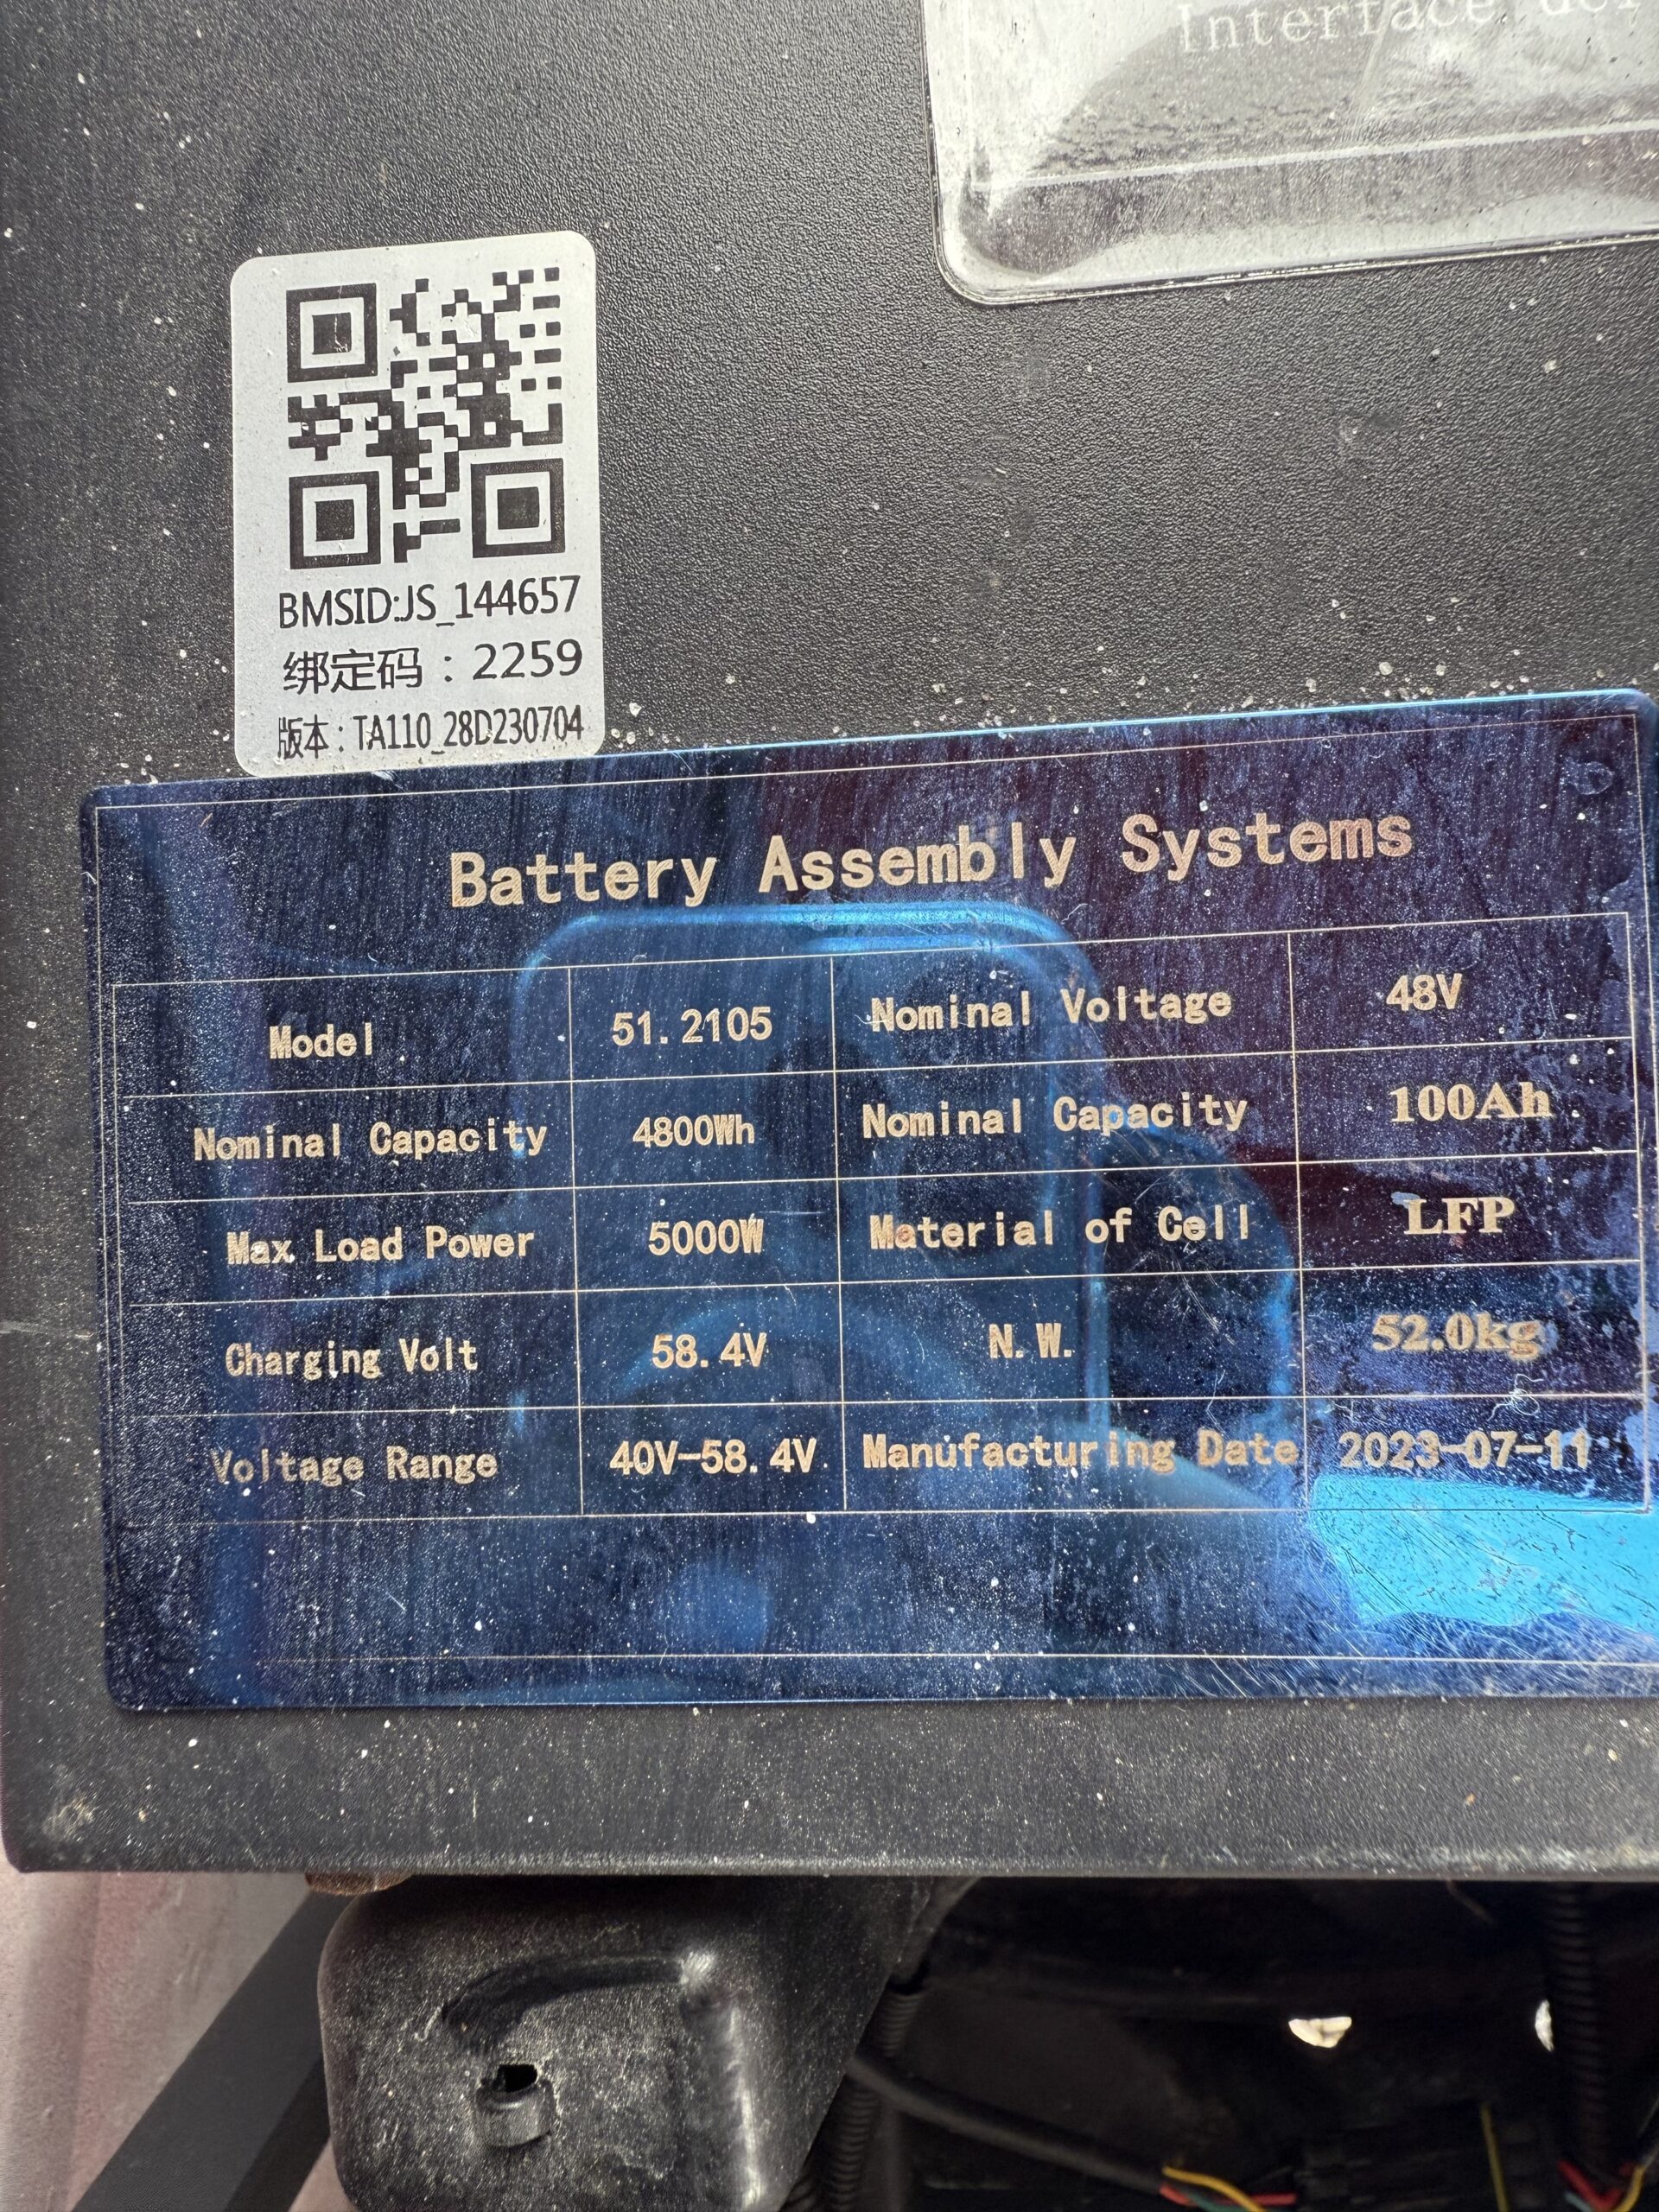 Interface
BMSID:JS_144657
绑定码：2259
版本：TA110_28D230704
Battery Assembly Systems
Model 51.2105 Nominal Voltage 48V
Nominal Capacity 4800Wh Nominal Capacity 100Ah
Max Load Power 5000W Material of Cell LFP
Charging Volt 58.4V N.W. 52.0kg
Voltage Range 40V-58.4V Manufacturing Date 2023-07-11